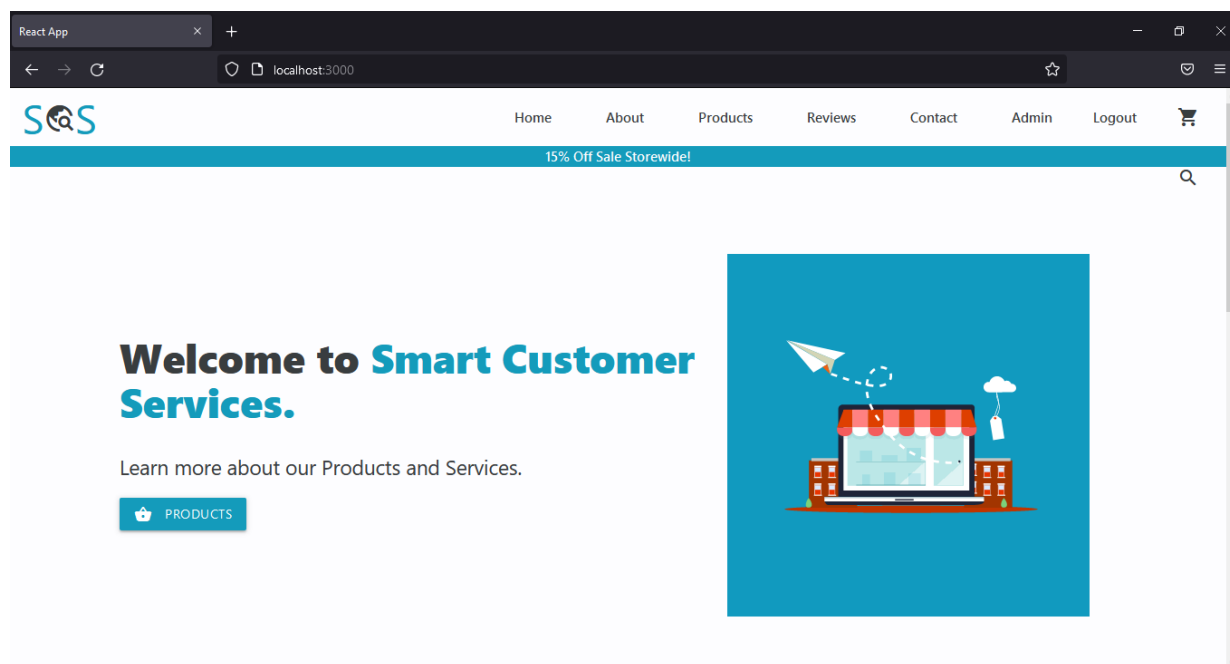 React App
localhost:3000
SCS
Home About Products Reviews Contact Admin Logout
15% Off Sale Storewide!
Welcome to Smart Customer
Services.
Learn more about our Products and Services.
PRODUCTS